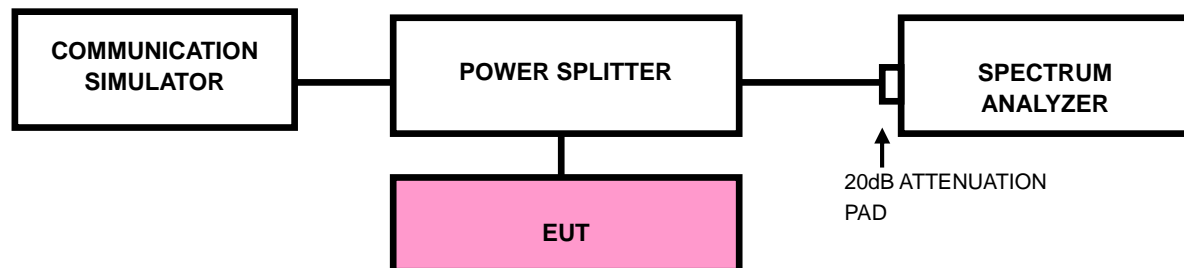 COMMUNICATION
SIMULATOR
POWER SPLITTER
SPECTRUM
ANALYZER
20dB ATTENUATION
PAD
EUT